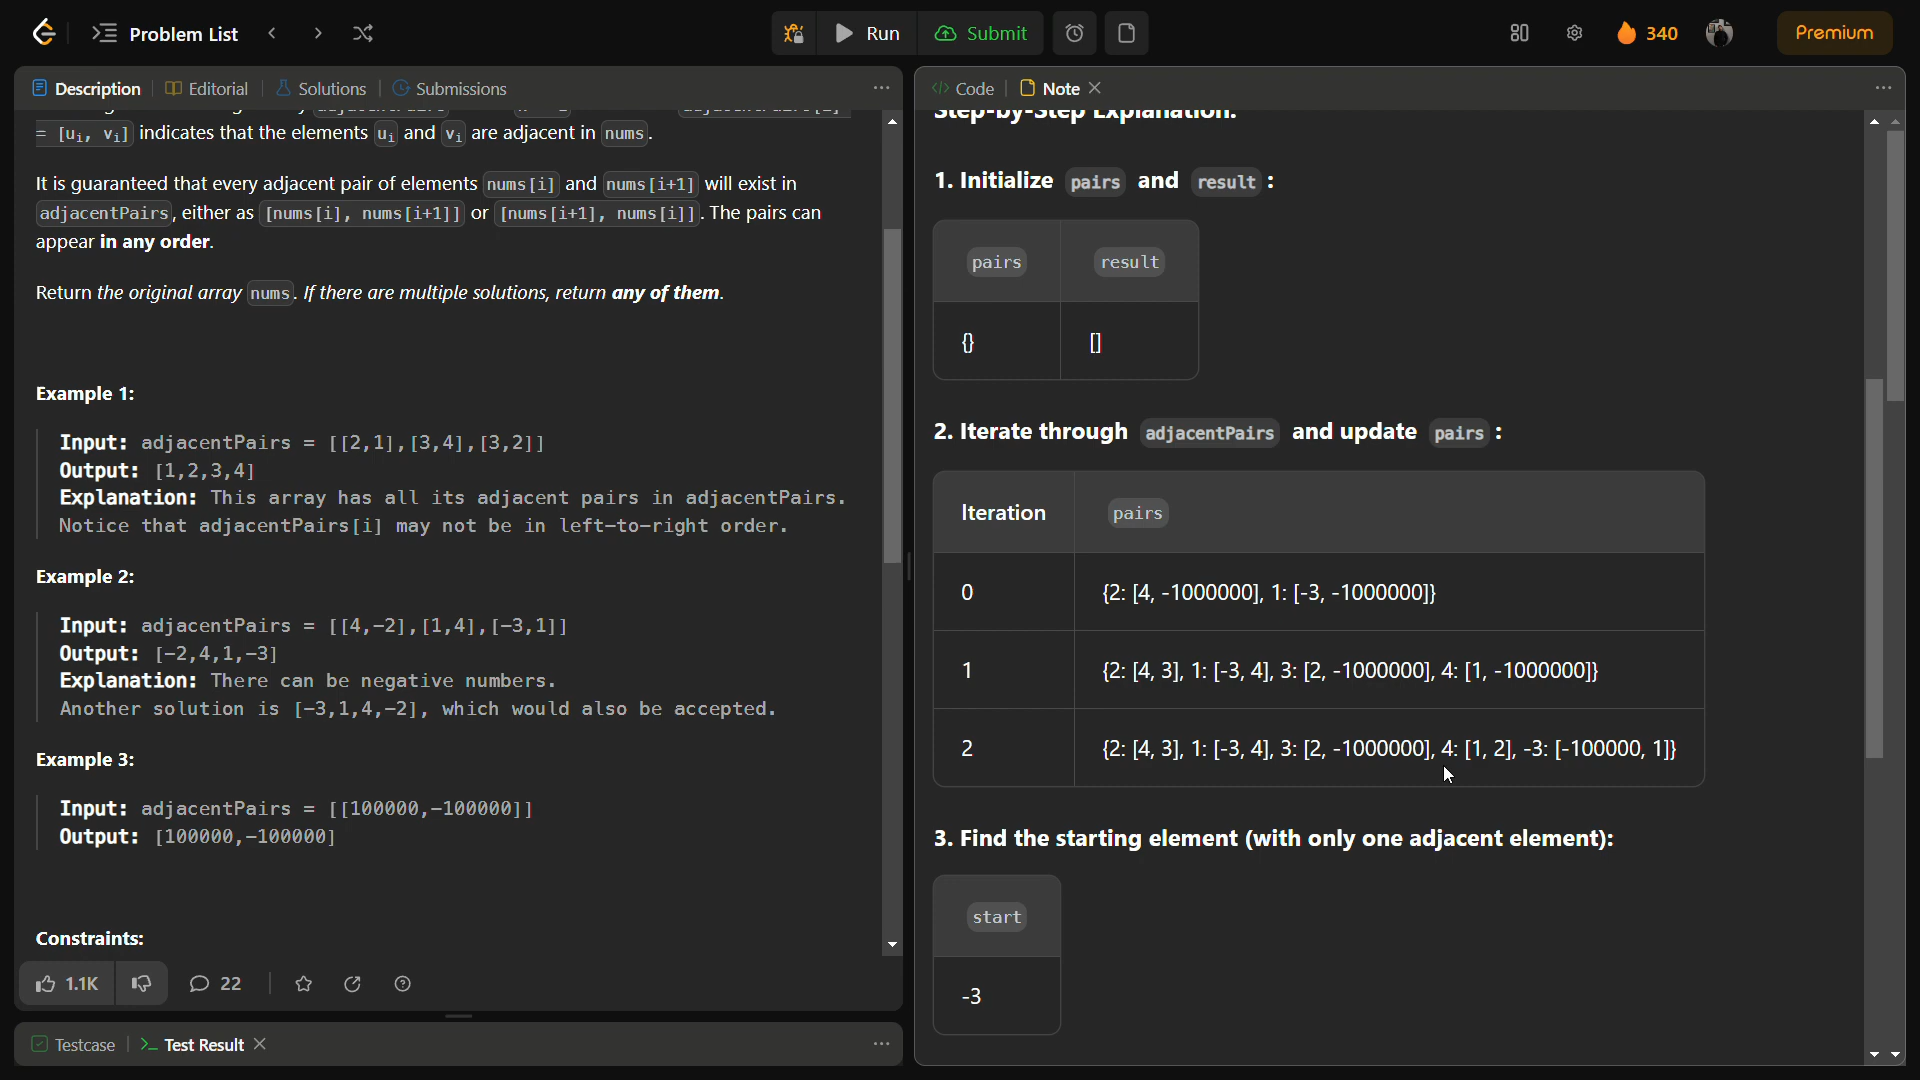 Problem List
Run
Submit
340
Premium
Description
Editorial
Solutions
Submissions
= [ui, vi] indicates that the elements ui and vi are adjacent in nums.
It is guaranteed that every adjacent pair of elements nums[i] and nums[i+1] will exist in
adjacentPairs, either as [nums[i], nums[i+1]] or [nums[i+1], nums[i]]. The pairs can
appear in any order.
Return the original array nums. If there are multiple solutions, return any of them.
Example 1:
Input: adjacentPairs = [[2,1],[3,4],[3,2]]
Output: [1,2,3,4]
Explanation: This array has all its adjacent pairs in adjacentPairs.
Notice that adjacentPairs[i] may not be in left-to-right order.
Example 2:
Input: adjacentPairs = [[4,-2],[1,4],[-3,1]]
Output: [-2,4,1,-3]
Explanation: There can be negative numbers.
Another solution is [-3,1,4,-2], which would also be accepted.
Example 3:
Input: adjacentPairs = [[100000,-100000]]
Output: [100000,-100000]
Constraints:
1.1K
22
Testcase
Test Result
Code
Note
Step-by-Step Explanation:
1. Initialize pairs and result :
pairs result
{} []
2. Iterate through adjacentPairs and update pairs :
Iteration pairs
0 {2: [4, -1000000], 1: [-3, -1000000]}
1 {2: [4, 3], 1: [-3, 4], 3: [2, -1000000], 4: [1, -1000000]}
2 {2: [4, 3], 1: [-3, 4], 3: [2, -1000000], 4: [1, 2], -3: [-100000, 1]}
3. Find the starting element (with only one adjacent element):
start
-3